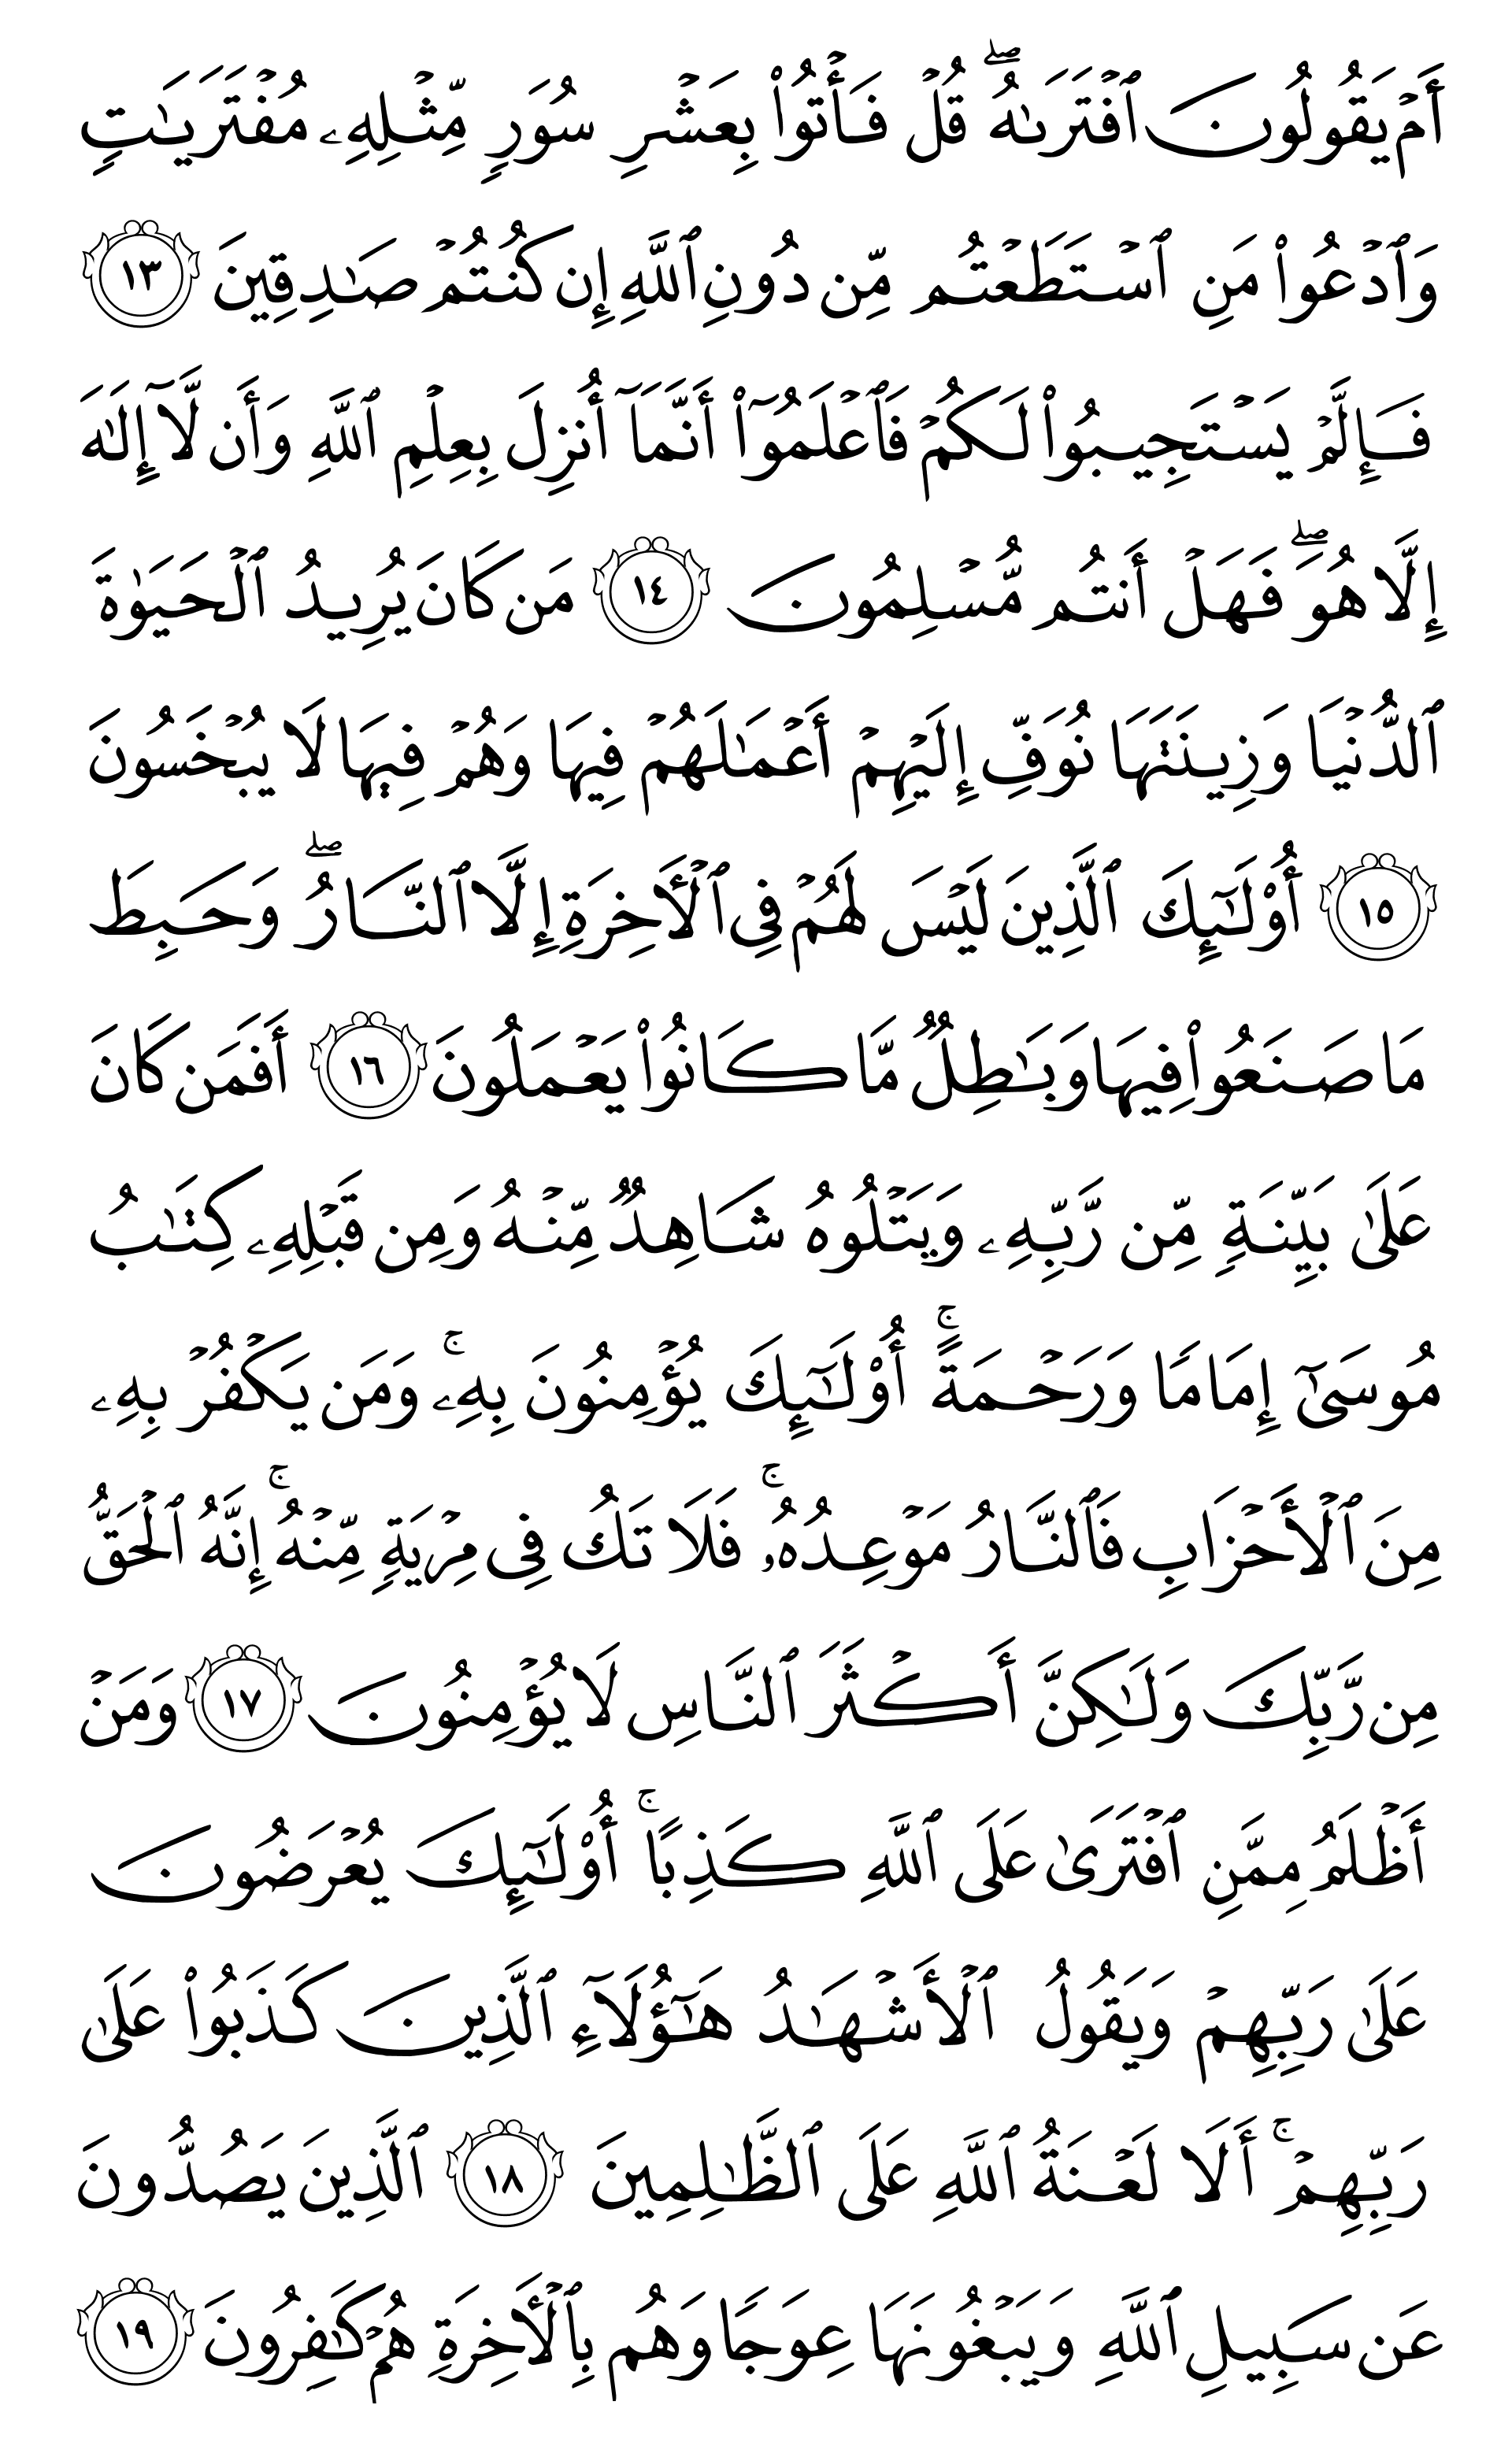 أَمۡ يَقُولُونَ ٱفۡتَرَىٰهُۖ قُلۡ فَأۡتُواْ بِعَشۡرِ سُوَرٖ مِّثۡلِهِۦ مُفۡتَرَيَٰتٖ
وَٱدۡعُواْ مَنِ ٱسۡتَطَعۡتُم مِّن دُونِ ٱللَّهِ إِن كُنتُمۡ صَٰدِقِينَ ١٣
فَإِلَّمۡ يَسۡتَجِيبُواْ لَكُمۡ فَٱعۡلَمُوٓاْ أَنَّمَآ أُنزِلَ بِعِلۡمِ ٱللَّهِ وَأَن لَّآ إِلَٰهَ
إِلَّا هُوَۖ فَهَلۡ أَنتُم مُّسۡلِمُونَ ١٤ مَن كَانَ يُرِيدُ ٱلۡحَيَوٰةَ
ٱلدُّنۡيَا وَزِينَتَهَا نُوَفِّ إِلَيۡهِمۡ أَعۡمَٰلَهُمۡ فِيهَا وَهُمۡ فِيهَا لَا يُبۡخَسُونَ
١٥ أُوْلَٰٓئِكَ ٱلَّذِينَ لَيۡسَ لَهُمۡ فِي ٱلۡأٓخِرَةِ إِلَّا ٱلنَّارُۖ وَحَبِطَ
مَا صَنَعُواْ فِيهَا وَبَٰطِلٞ مَّا كَانُواْ يَعۡمَلُونَ ١٦ أَفَمَن كَانَ
عَلَىٰ بَيِّنَةٖ مِّن رَّبِّهِۦ وَيَتۡلُوهُ شَاهِدٞ مِّنۡهُ وَمِن قَبۡلِهِۦ كِتَٰبُ
مُوسَىٰٓ إِمَامٗا وَرَحۡمَةًۚ أُوْلَٰٓئِكَ يُؤۡمِنُونَ بِهِۦۚ وَمَن يَكۡفُرۡ بِهِۦ
مِنَ ٱلۡأَحۡزَابِ فَٱلنَّارُ مَوۡعِدُهُۥۚ فَلَا تَكُ فِي مِرۡيَةٖ مِّنۡهُۚ إِنَّهُ ٱلۡحَقُّ
مِن رَّبِّكَ وَلَٰكِنَّ أَكۡثَرَ ٱلنَّاسِ لَا يُؤۡمِنُونَ ١٧ وَمَنۡ
أَظۡلَمُ مِمَّنِ ٱفۡتَرَىٰ عَلَى ٱللَّهِ كَذِبًاۚ أُوْلَٰٓئِكَ يُعۡرَضُونَ
عَلَىٰ رَبِّهِمۡ وَيَقُولُ ٱلۡأَشۡهَٰدُ هَٰٓؤُلَآءِ ٱلَّذِينَ كَذَبُواْ عَلَىٰ
رَبِّهِمۡۚ أَلَا لَعۡنَةُ ٱللَّهِ عَلَى ٱلظَّٰلِمِينَ ١٨ ٱلَّذِينَ يَصُدُّونَ
عَن سَبِيلِ ٱللَّهِ وَيَبۡغُونَهَا عِوَجٗا وَهُم بِٱلۡأٓخِرَةِ هُمۡ كَٰفِرُونَ ١٩